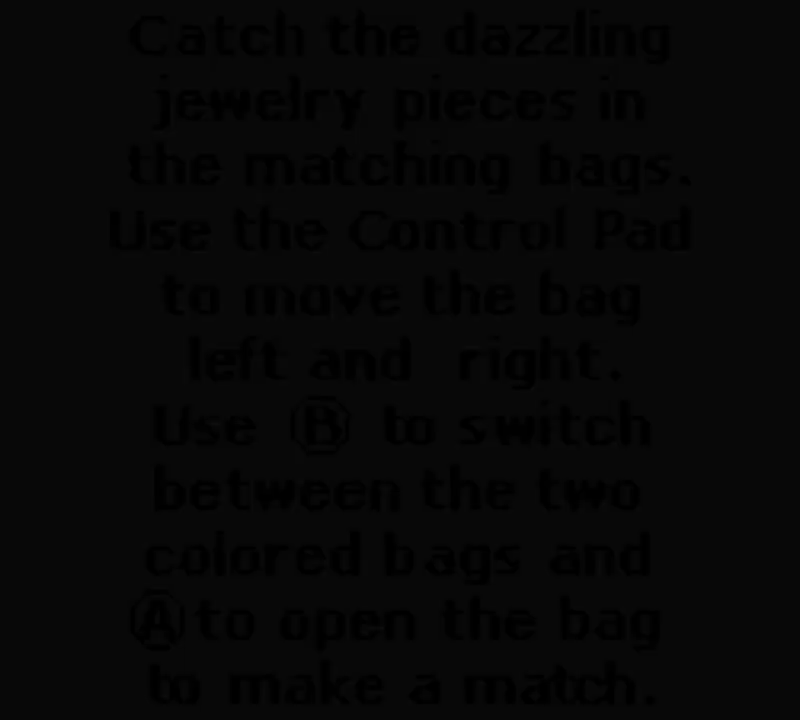 Catch the dazzling
jewelry pieces in
the matching bags.
Use the Control Pad
to move the bag
left and right.
Use Ⓑ to switch
between the two
colored bags and
Ⓐ to open the bag
to make a match.